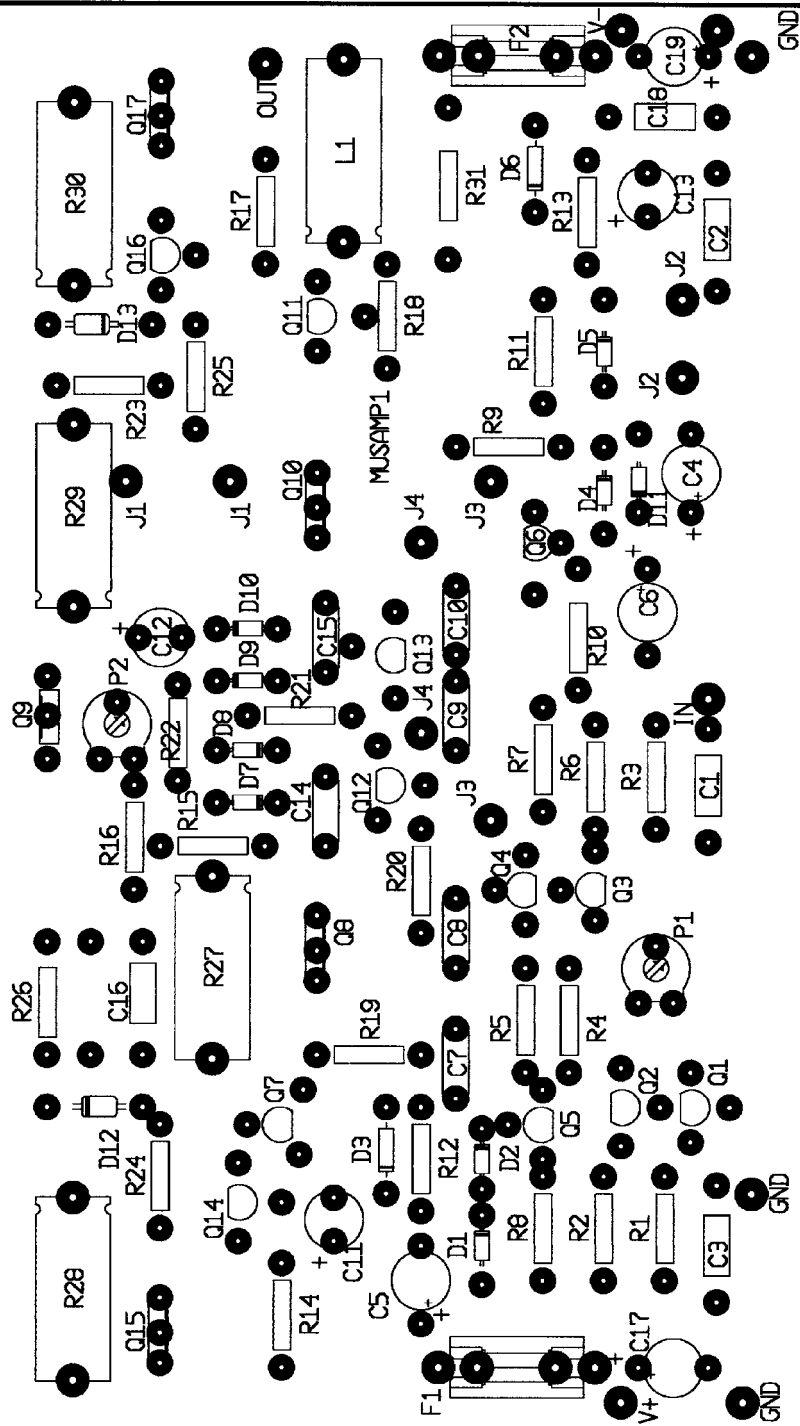 R30
Q17
OUT
L1
F2
V-
C19
+
GND
C18
R17
R31
D6
R13
+
C13
C2
Q16
D13
Q11
R18
J2
R23
R25
R11
D5
J2
MUSAMP1
R9
R29
J1
J1
Q10
J4
J3
D4
D11
C4
+
Q6
+
C6
R10
D10
+
C12
D9
C15
Q13
C10
Q9
P2
R21
J4
C9
IN
R22
D8
D7
R7
R6
R3
C1
R16
R15
C14
Q12
J3
R20
Q4
Q3
C8
P1
R26
C16
R27
Q8
R19
R5
R4
C7
D12
R24
Q7
D3
R12
D2
Q5
Q2
Q1
Q14
C11
+
D1
R8
R2
R1
C3
GND
R28
Q15
R14
C5
+
F1
V+
+
C17
GND